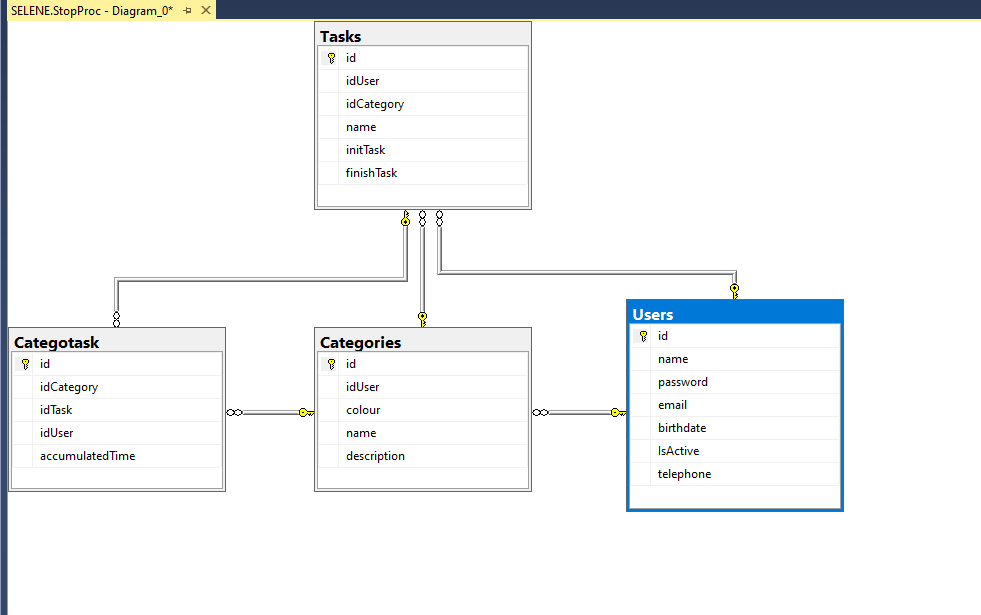 SELENE.StopProc - Diagram_0*
Tasks
id
idUser
idCategory
name
initTask
finishTask
Categotask
id
idCategory
idTask
idUser
accumulatedTime
Categories
id
idUser
colour
name
description
Users
id
name
password
email
birthdate
IsActive
telephone